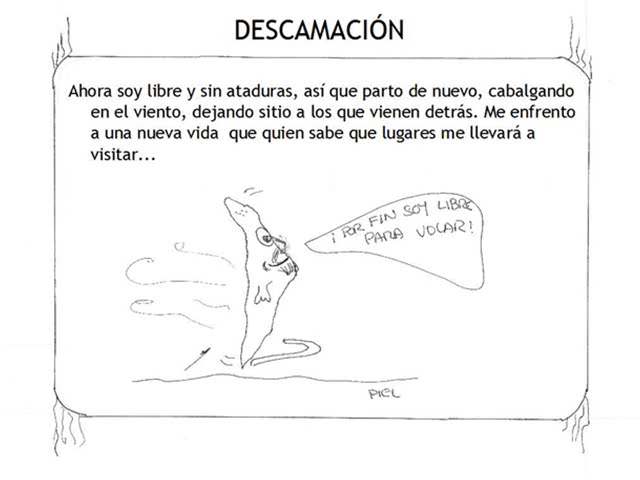 DESCAMACIÓN
Ahora soy libre y sin ataduras, así que parto de nuevo, cabalgando
en el viento, dejando sitio a los que vienen detrás. Me enfrento
a una nueva vida que quien sabe que lugares me llevará a
visitar...
¡POR FIN SOY LIBRE
PARA VOLAR!
PIEL